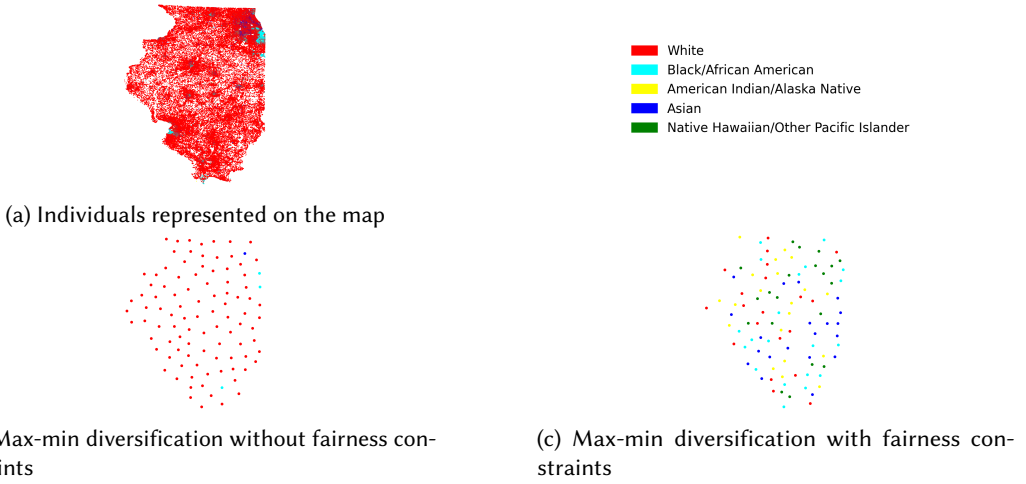 White
Black/African American
American Indian/Alaska Native
Asian
Native Hawaiian/Other Pacific Islander
(a) Individuals represented on the map
Max-min diversification without fairness con-
ints
(c) Max-min diversification with fairness con-
straints